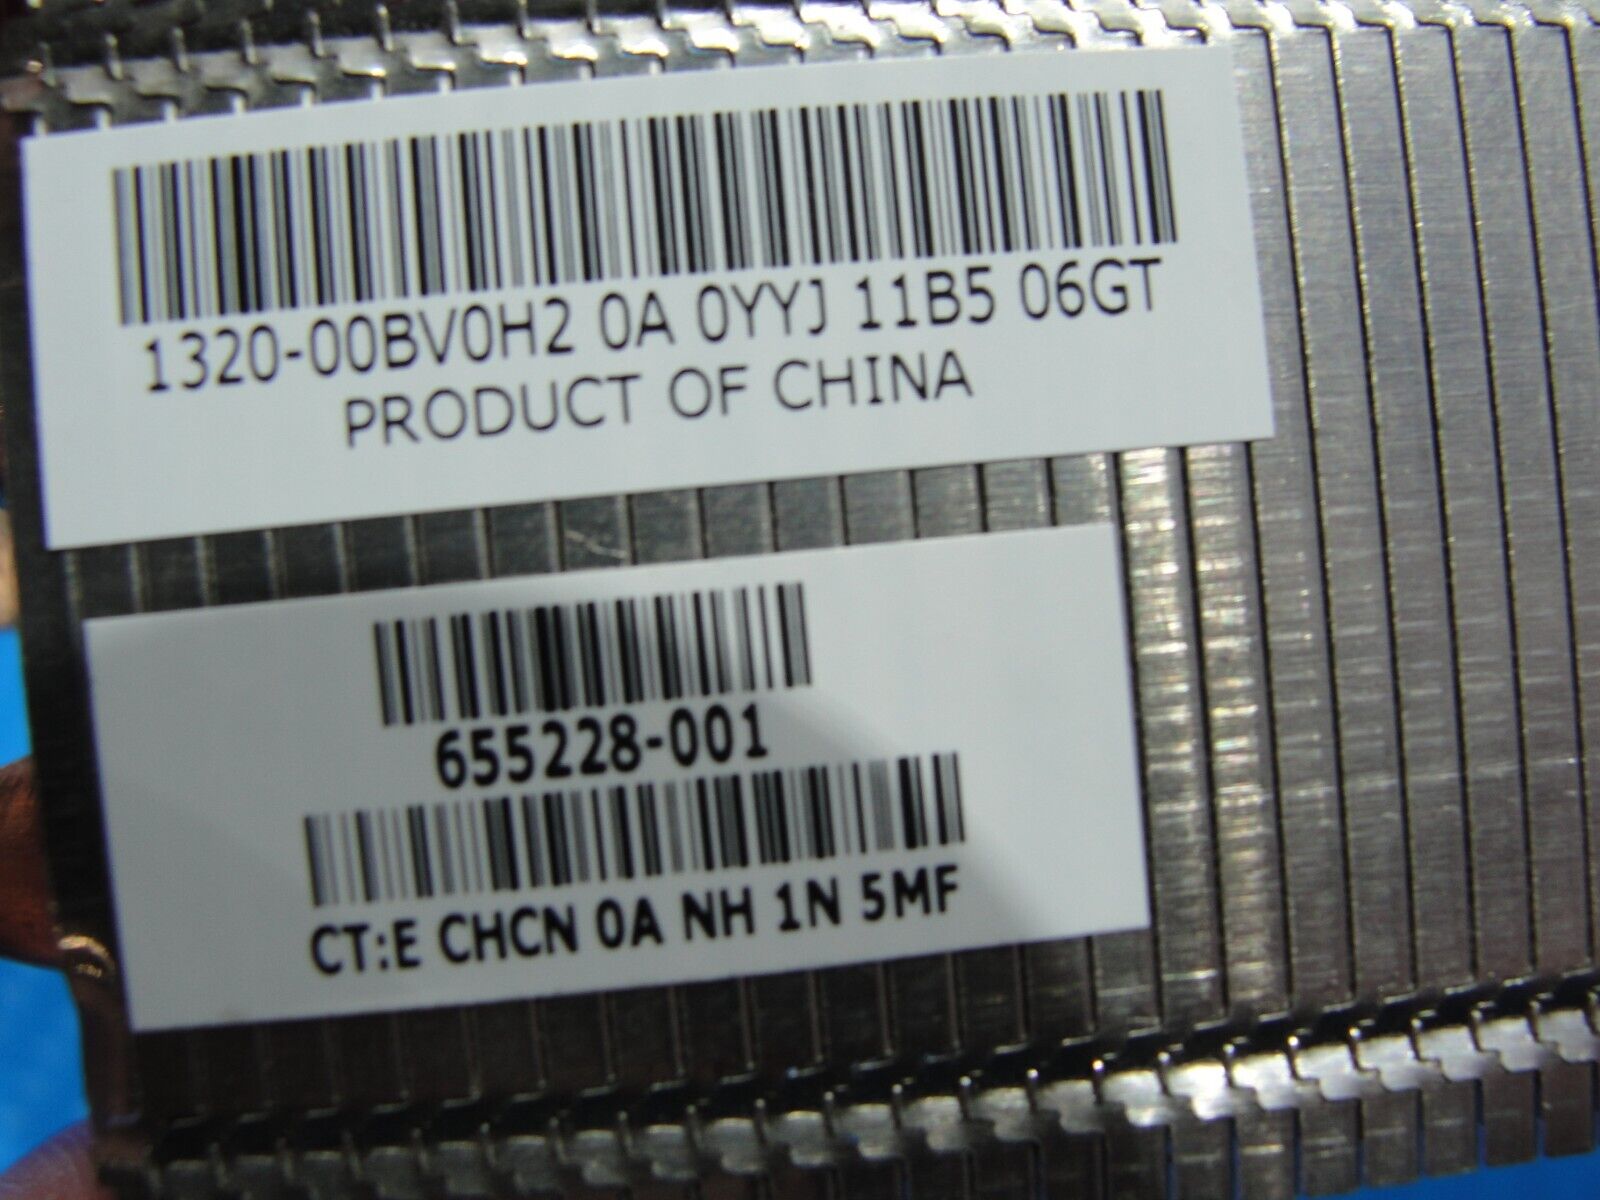 1320-00BV0H2 0A 0YYJ 11B5 06GT
PRODUCT OF CHINA
655228-001
CT:E CHCN 0A NH 1N 5MF